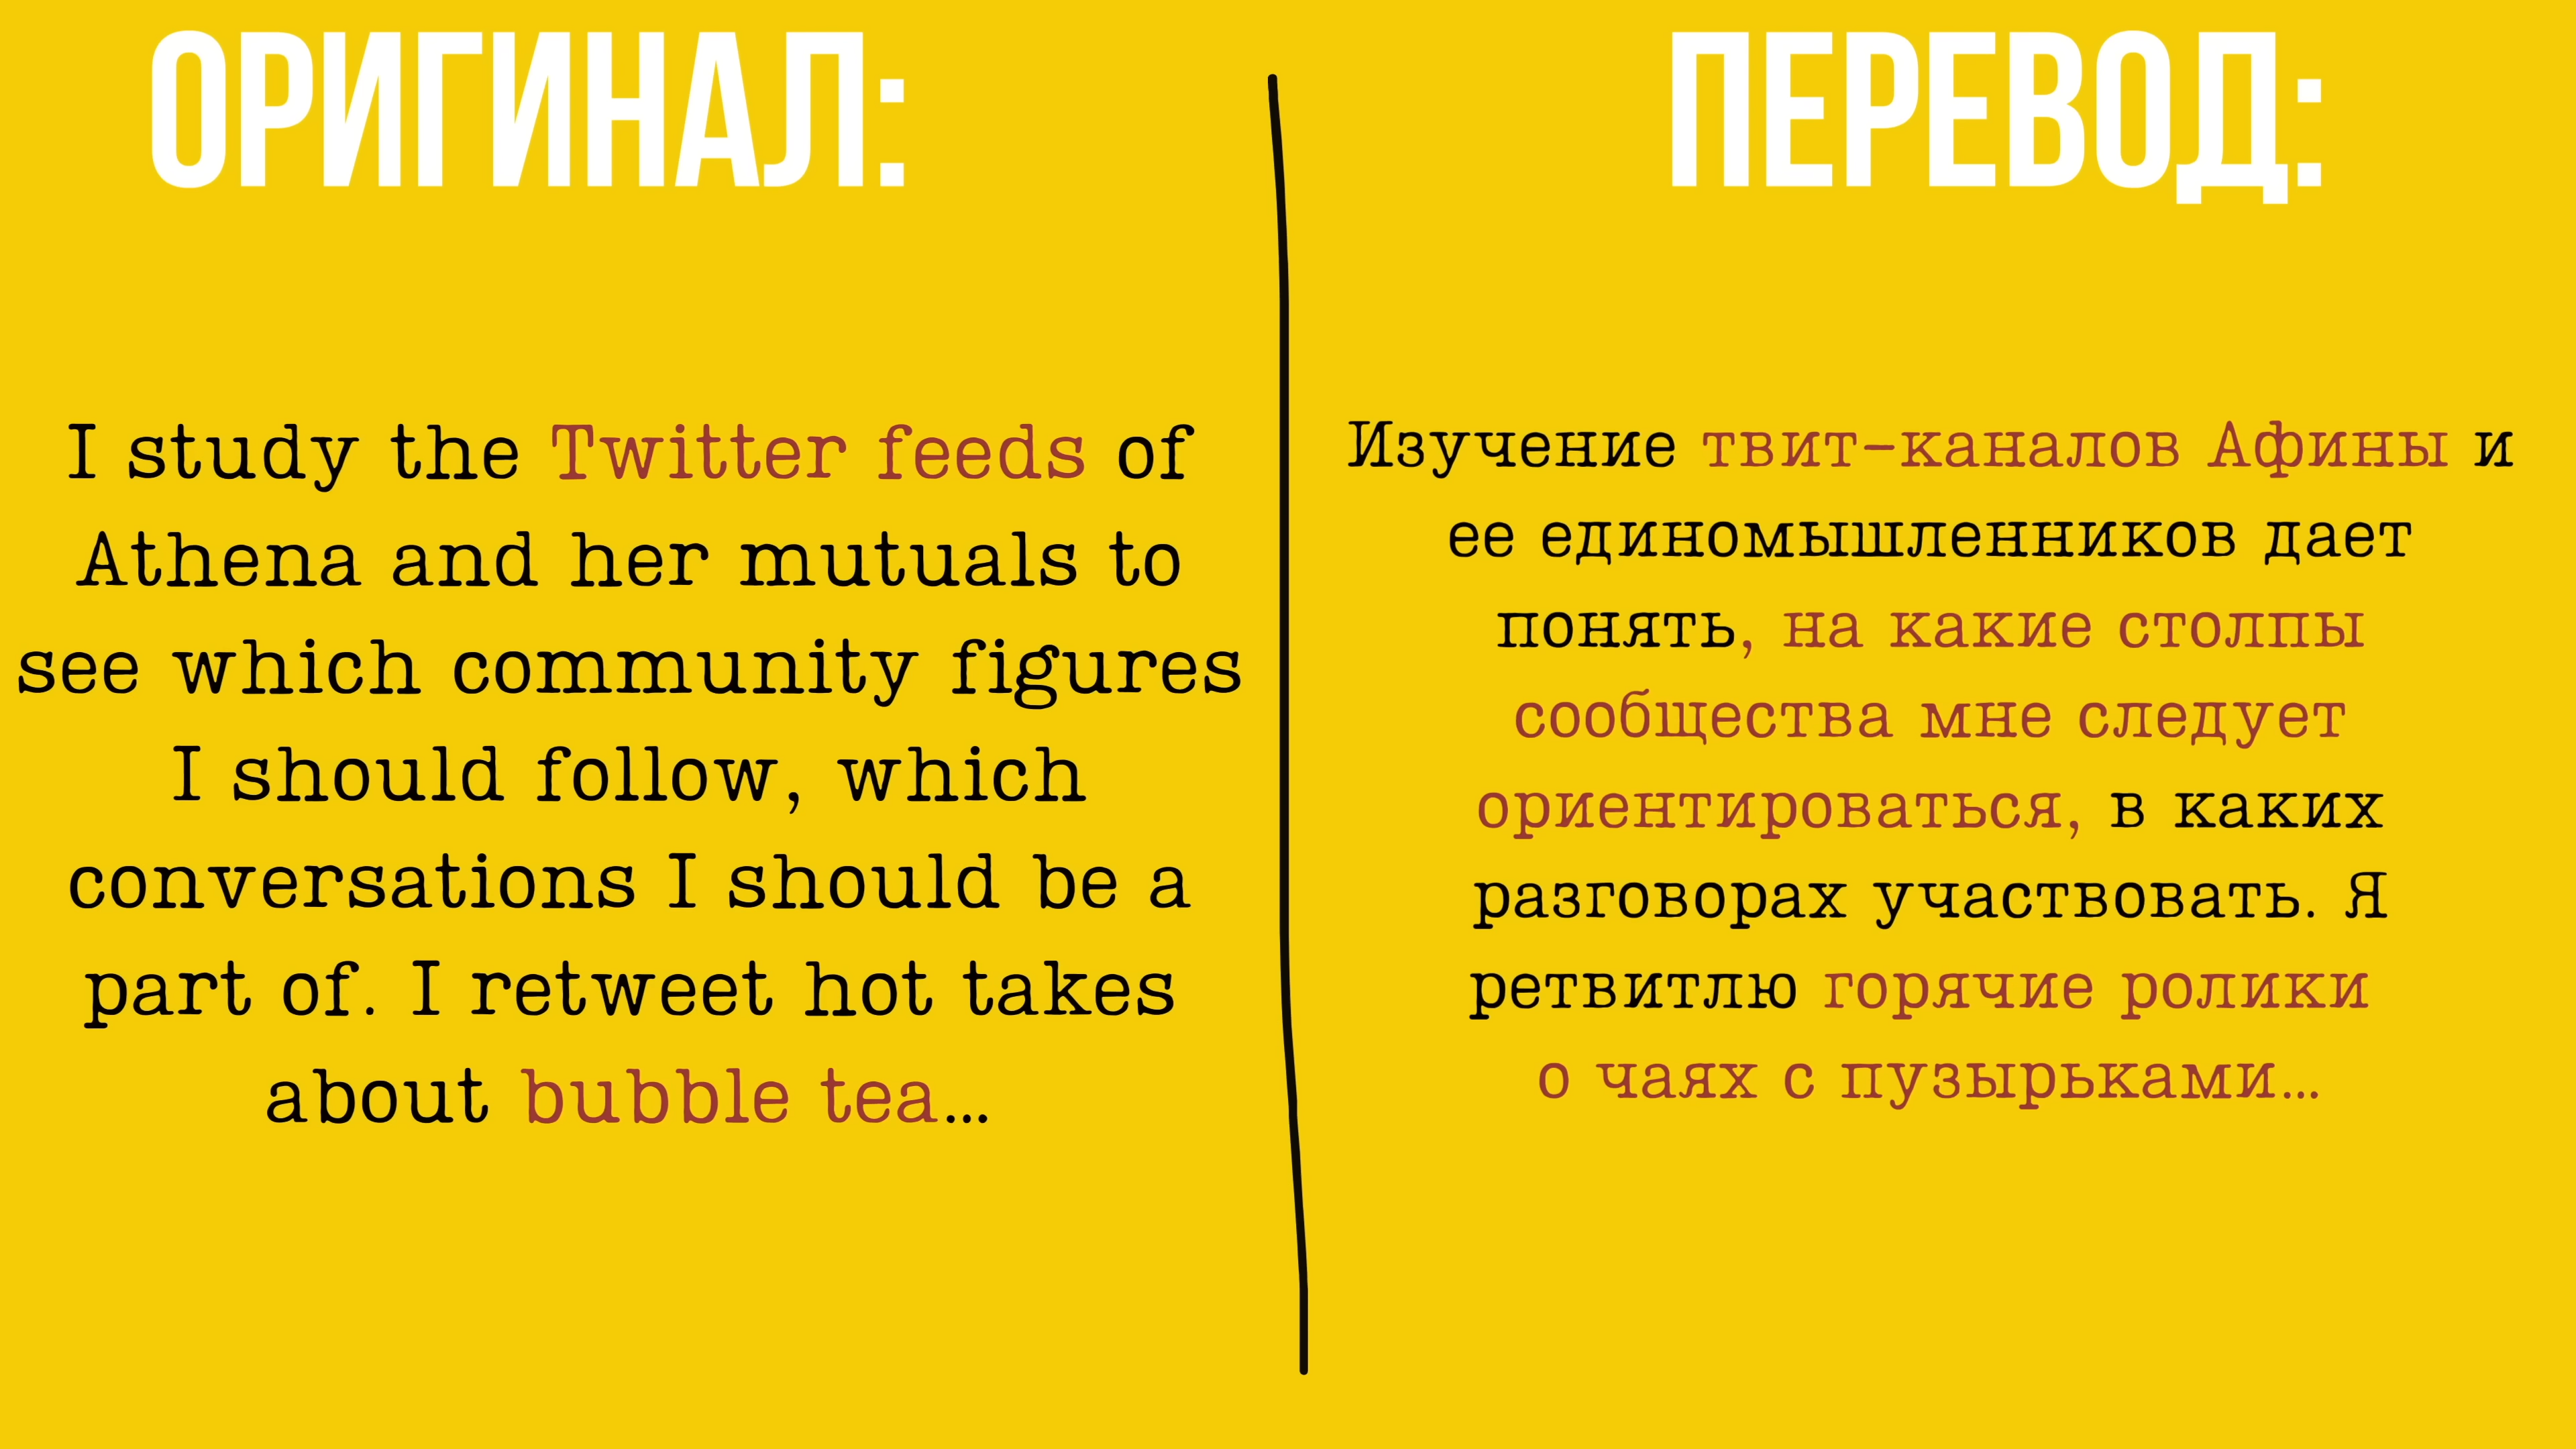 ОРИГИНАЛ:
I study the Twitter feeds of
Athena and her mutuals to
see which community figures
I should follow, which
conversations I should be a
part of. I retweet hot takes
about bubble tea…
ПЕРЕВОД:
Изучение твит-каналов Афины и
ее единомышленников дает
понять, на какие столпы
сообщества мне следует
ориентироваться, в каких
разговорах участвовать. Я
ретвитлю горячие ролики
о чаях с пузырьками…